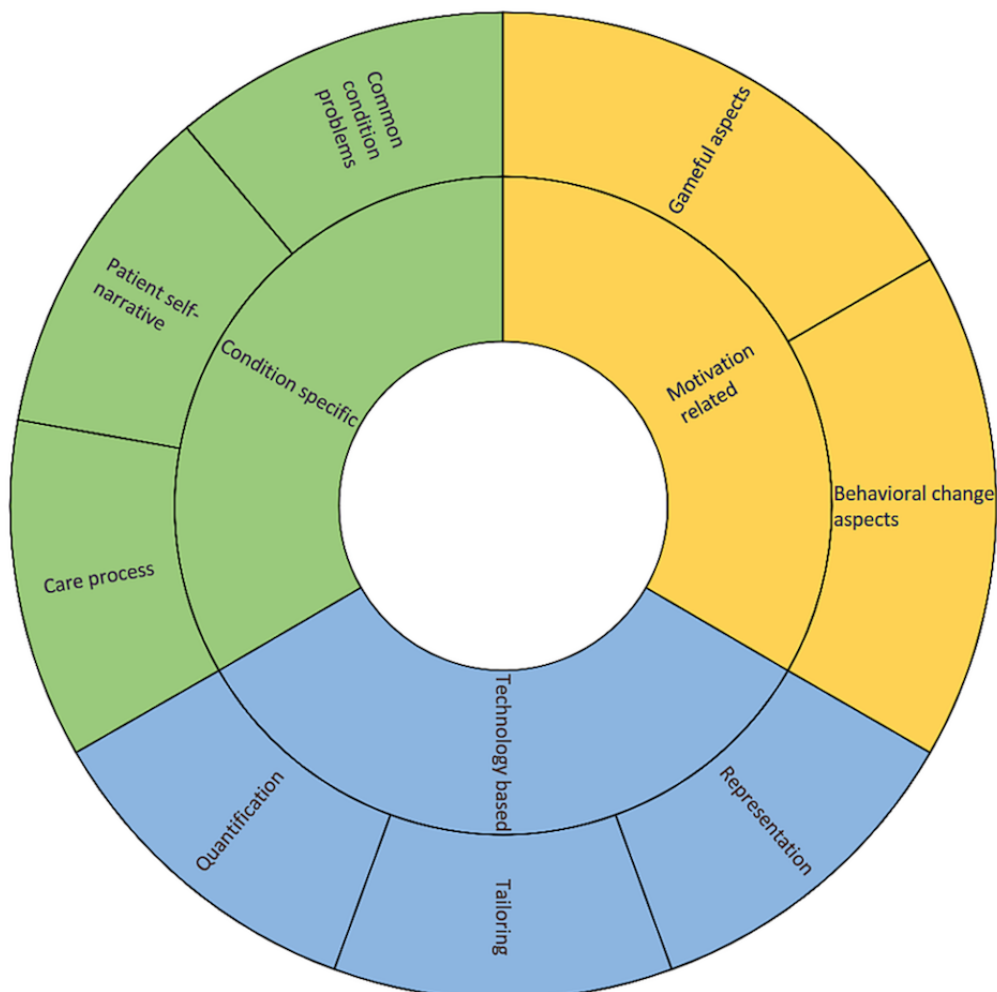 Common
condition
problems
Gameful aspects
Patient self-
narrative
Condition specific
Motivation
related
Behavioral change
aspects
Care process
Technology based
Quantification
Tailoring
Representation